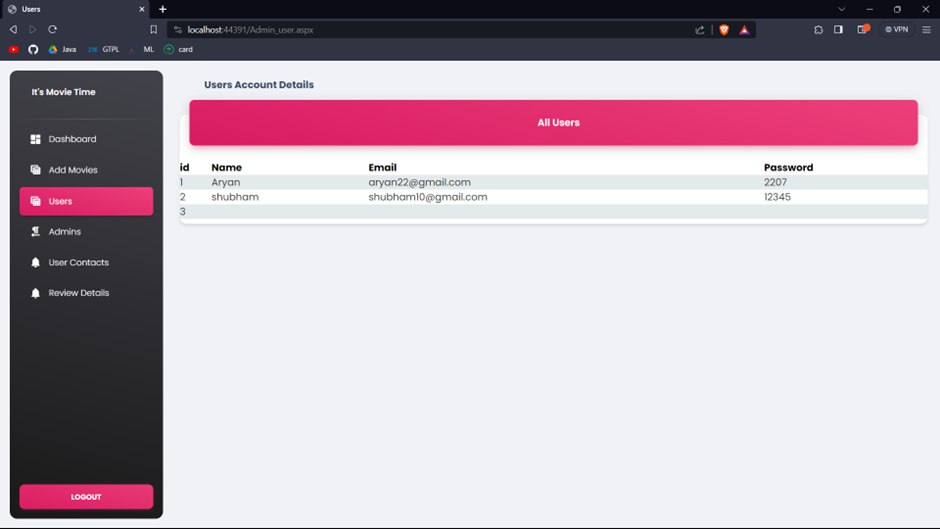 Users
localhost:44391/Admin_user.aspx
VPN
Java
ZTE GTPL
ML
card
It's Movie Time
Dashboard
Add Movies
Users
Admins
User Contacts
Review Details
LOGOUT
Users Account Details
All Users
id Name Email Password
1 Aryan aryan22@gmail.com 2207
2 shubham shubham10@gmail.com 12345
3